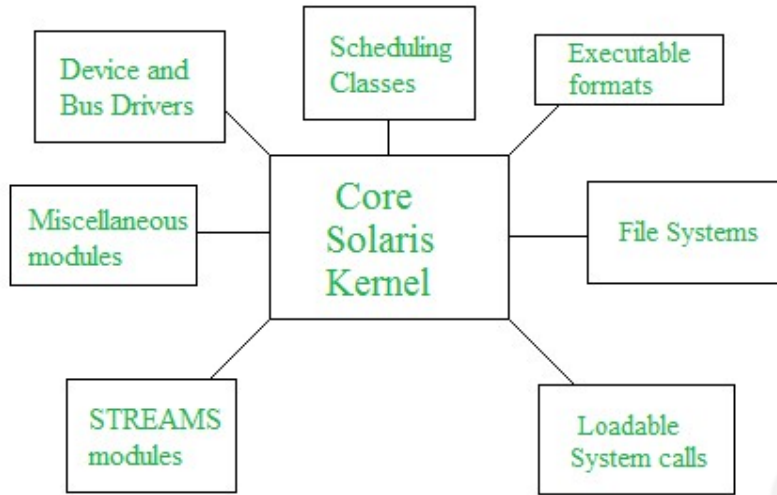 Scheduling
Classes
Executable
formats
Device and
Bus Drivers
Core
Solaris
Kernel
Miscellaneous
modules
File Systems
STREAMS
modules
Loadable
System calls